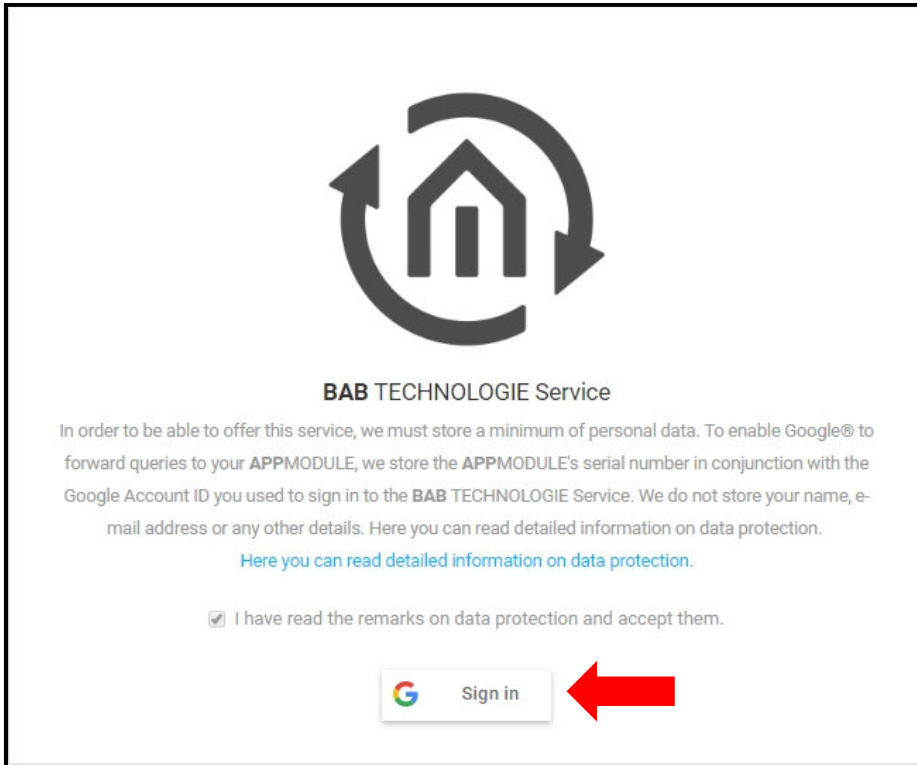 BAB TECHNOLOGIE Service
In order to be able to offer this service, we must store a minimum of personal data. To enable Google® to
forward queries to your APPMODULE, we store the APPMODULE's serial number in conjunction with the
Google Account ID you used to sign in to the BAB TECHNOLOGIE Service. We do not store your name, e-
mail address or any other details. Here you can read detailed information on data protection.
Here you can read detailed information on data protection.
I have read the remarks on data protection and accept them.
Sign in